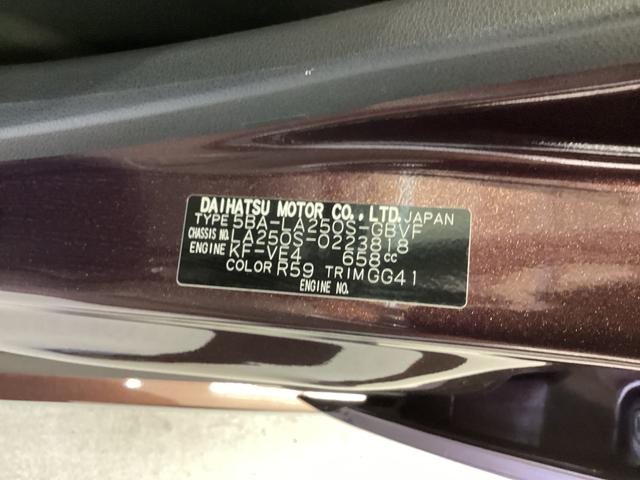 DAIHATSU MOTOR CO., LTD. JAPAN
TYPE 5BA-LA250S-GBVF
CHASSIS NO. LA250S-0223818
ENGINE KF-VE4 658cc
COLOR R59 TRIM GG41
ENGINE NO.